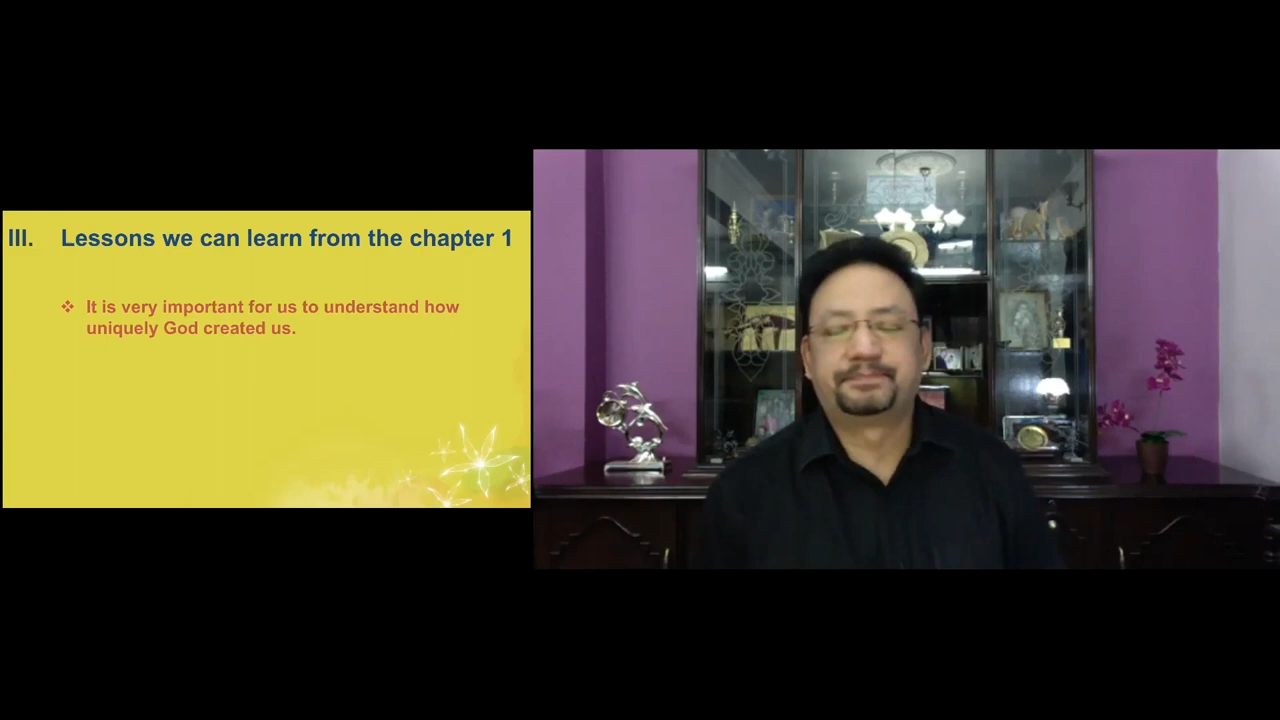 III. Lessons we can learn from the chapter 1
❖ It is very important for us to understand how
uniquely God created us.